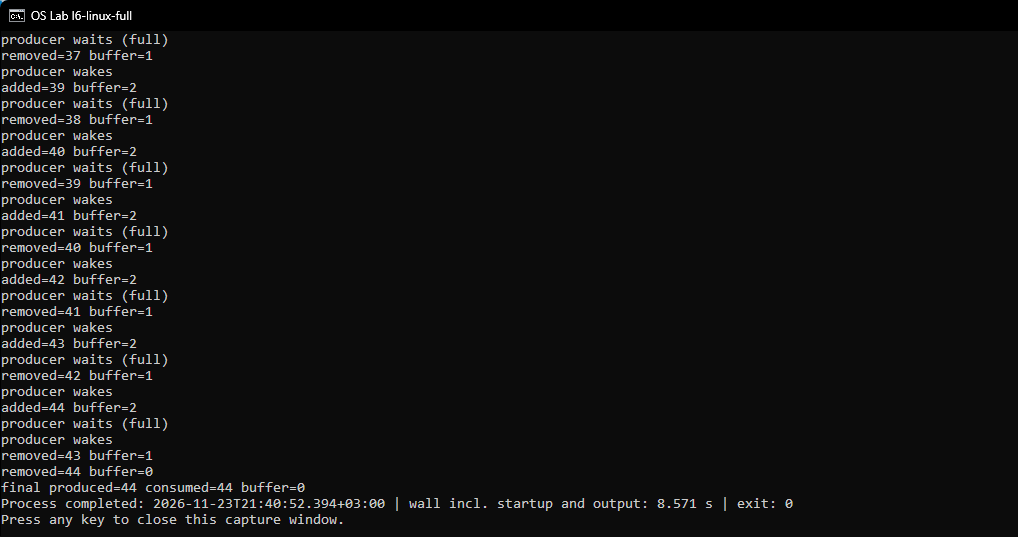 OS Lab I6-linux-full
producer waits (full)
removed=37 buffer=1
producer wakes
added=39 buffer=2
producer waits (full)
removed=38 buffer=1
producer wakes
added=40 buffer=2
producer waits (full)
removed=39 buffer=1
producer wakes
added=41 buffer=2
producer waits (full)
removed=40 buffer=1
producer wakes
added=42 buffer=2
producer waits (full)
removed=41 buffer=1
producer wakes
added=43 buffer=2
producer waits (full)
removed=42 buffer=1
producer wakes
added=44 buffer=2
producer waits (full)
producer wakes
removed=43 buffer=1
removed=44 buffer=0
final produced=44 consumed=44 buffer=0
Process completed: 2026-11-23T21:40:52.394+03:00 | wall incl. startup and output: 8.571 s | exit: 0
Press any key to close this capture window.